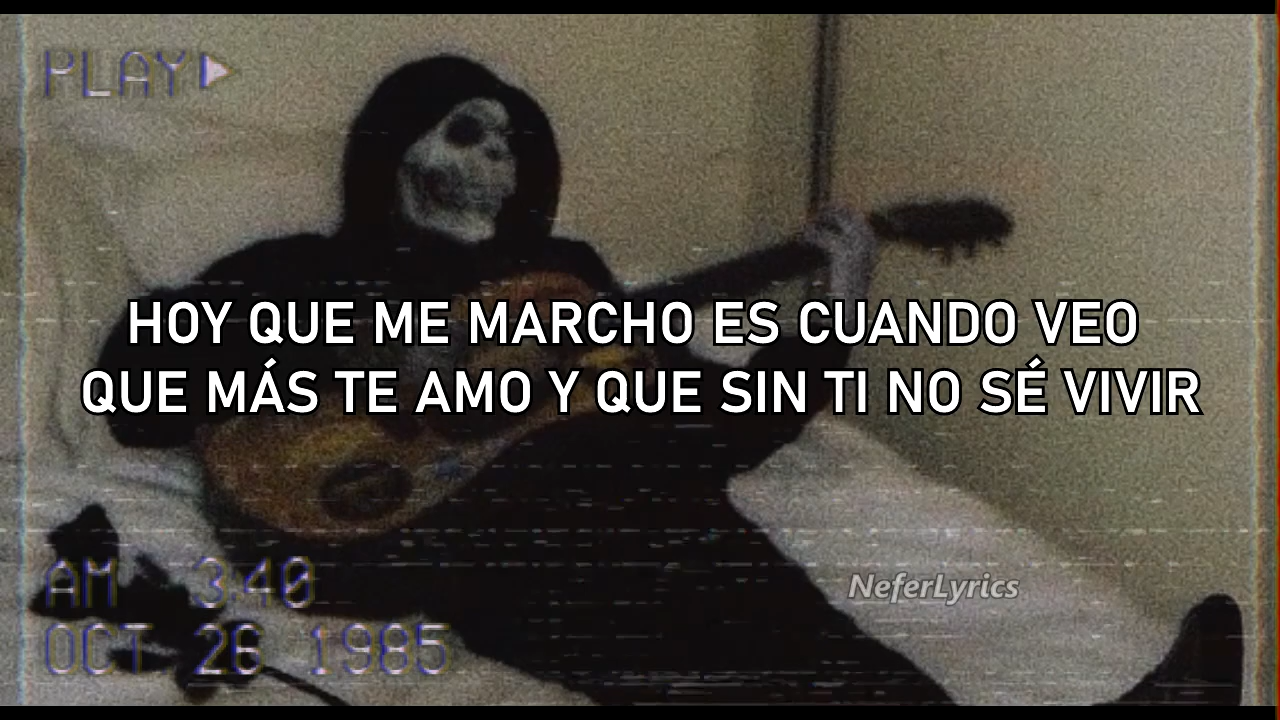 PLAY
HOY QUE ME MARCHO ES CUANDO VEO
QUE MÁS TE AMO Y QUE SIN TI NO SÉ VIVIR
AM 3:40
NeferLyrics
OCT 26 1985